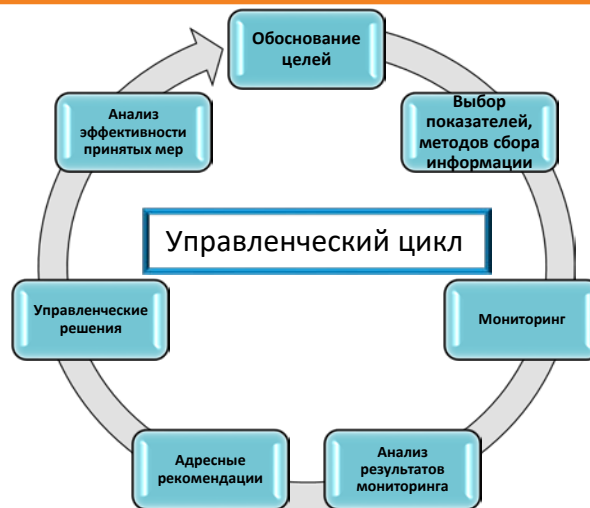 Обоснование
целей
Выбор
показателей,
методов сбора
информации
Мониторинг
Анализ
результатов
мониторинга
Адресные
рекомендации
Управленческие
решения
Анализ
эффективности
принятых мер
Управленческий цикл